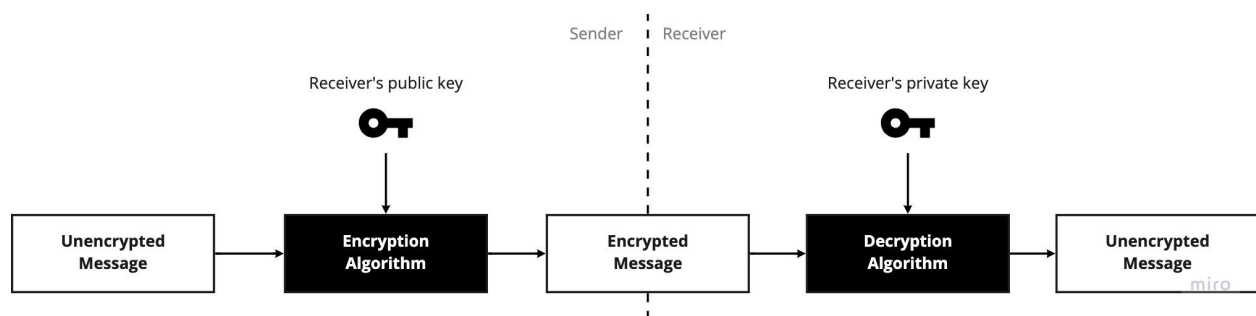 Sender
Receiver
Receiver's public key
Receiver's private key
Unencrypted
Message
Encryption
Algorithm
Encrypted
Message
Decryption
Algorithm
Unencrypted
Message
miro